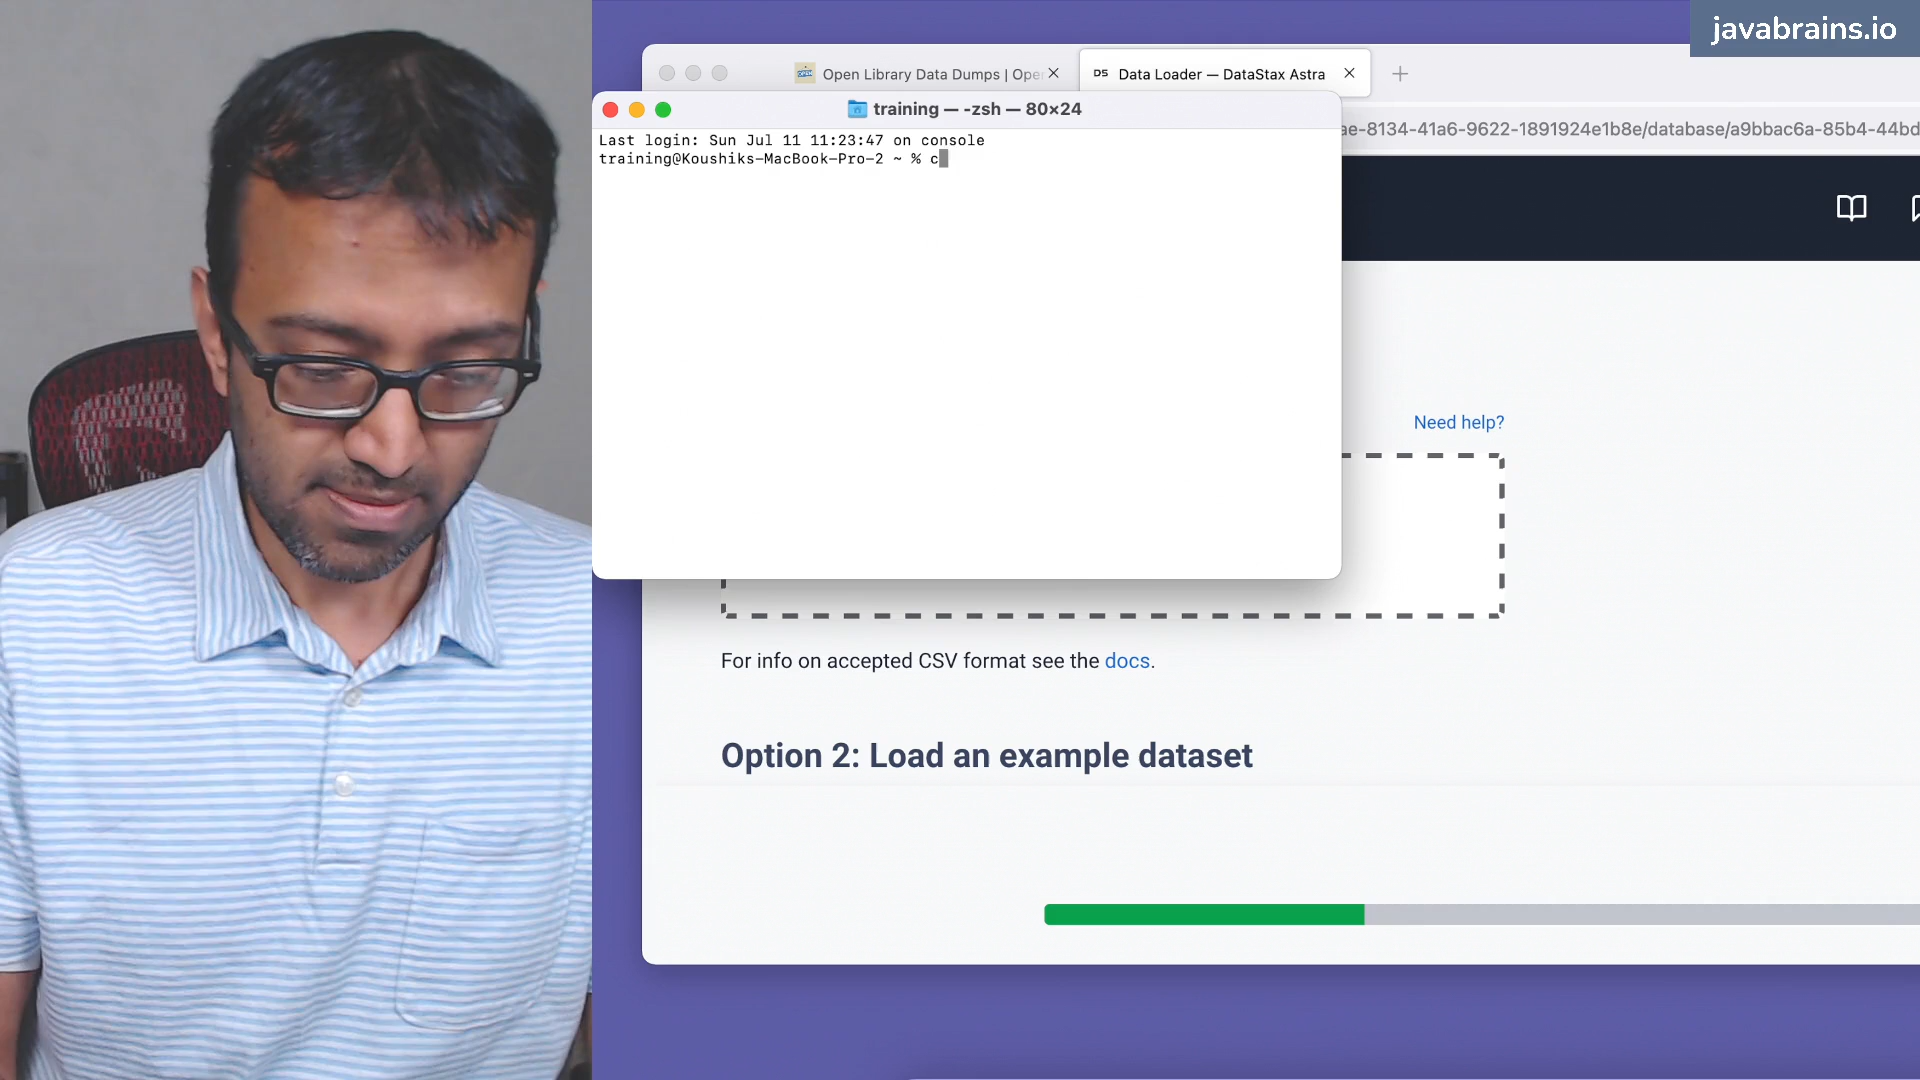 javabrains.io
Open Library Data Dumps | Ope
DS Data Loader — DataStax Astra
training — -zsh — 80×24
ae-8134-41a6-9622-1891924e1b8e/database/a9bbac6a-85b4-44bd
Last login: Sun Jul 11 11:23:47 on console
training@Koushiks-MacBook-Pro-2 ~ % c
Need help?
For info on accepted CSV format see the docs.
Option 2: Load an example dataset